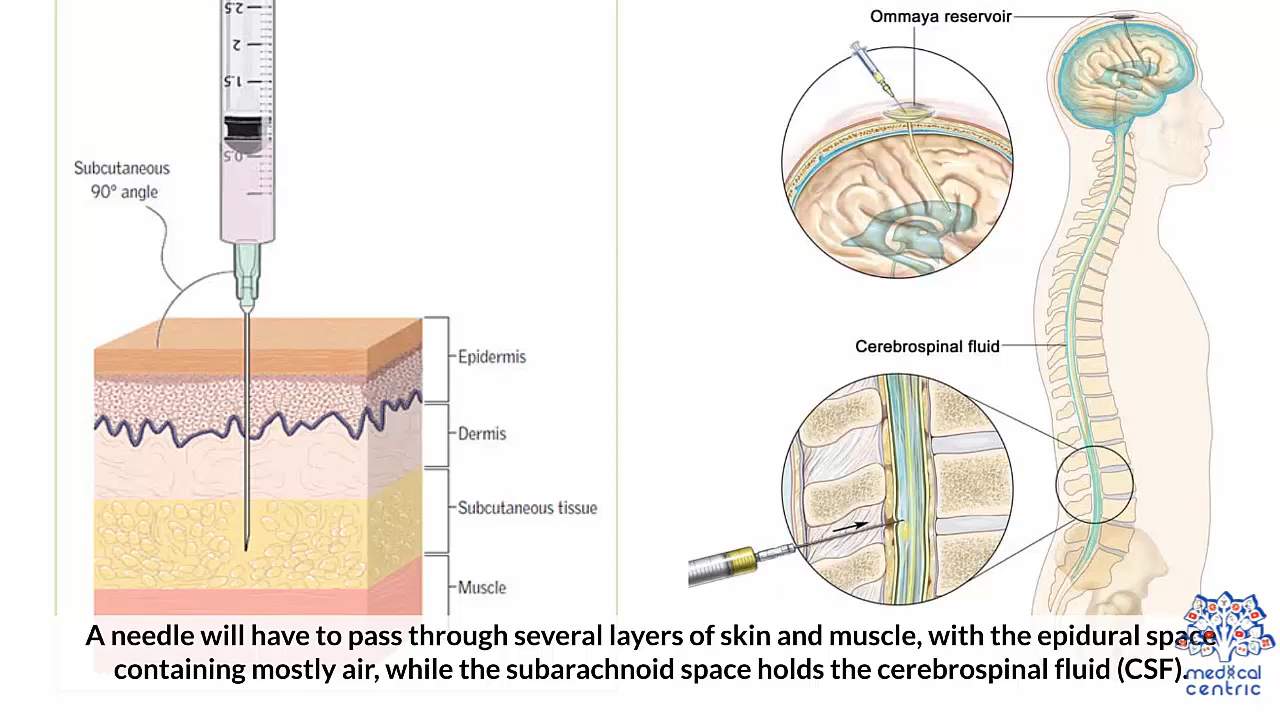 2.5
2
1.5
0.5
Subcutaneous
90° angle
Epidermis
Dermis
Subcutaneous tissue
Muscle
Ommaya reservoir
Cerebrospinal fluid
A needle will have to pass through several layers of skin and muscle, with the epidural space
containing mostly air, while the subarachnoid space holds the cerebrospinal fluid (CSF).
medical
centric